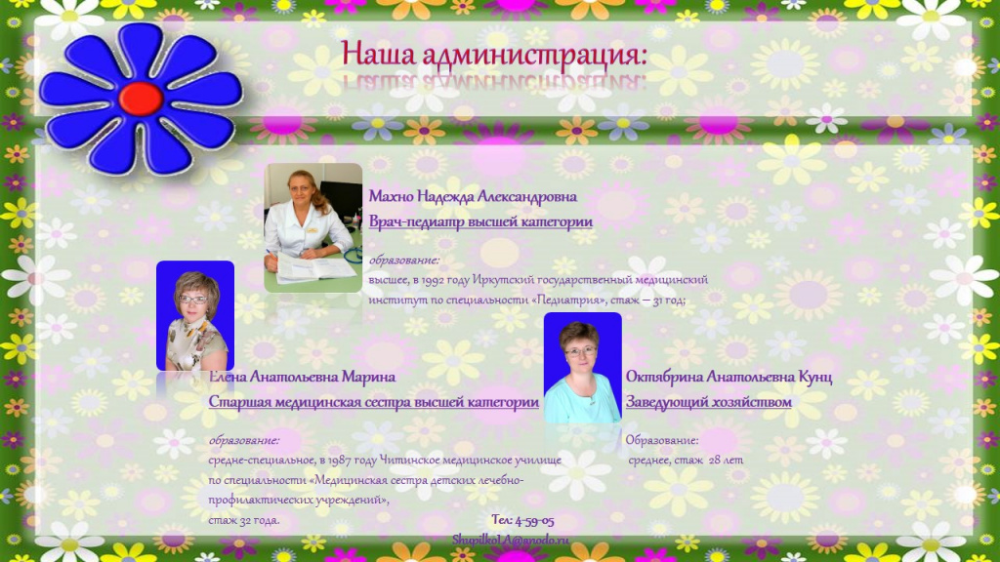 Наша администрация:
Махно Надежда Александровна
Врач-педиатр высшей категории
образование:
высшее, в 1992 году Иркутский государственный медицинский
институт по специальности «Педиатрия», стаж – 31 год;
Елена Анатольевна Марина
Старшая медицинская сестра высшей категории
образование:
средне-специальное, в 1987 году Читинское медицинское училище
по специальности «Медицинская сестра детских лечебно-
профилактических учреждений»,
стаж 32 года.
Октябрина Анатольевна Кунц
Заведующий хозяйством
Образование:
среднее, стаж 28 лет
Тел: 4-59-05
ShupilkoLA@anodo.ru